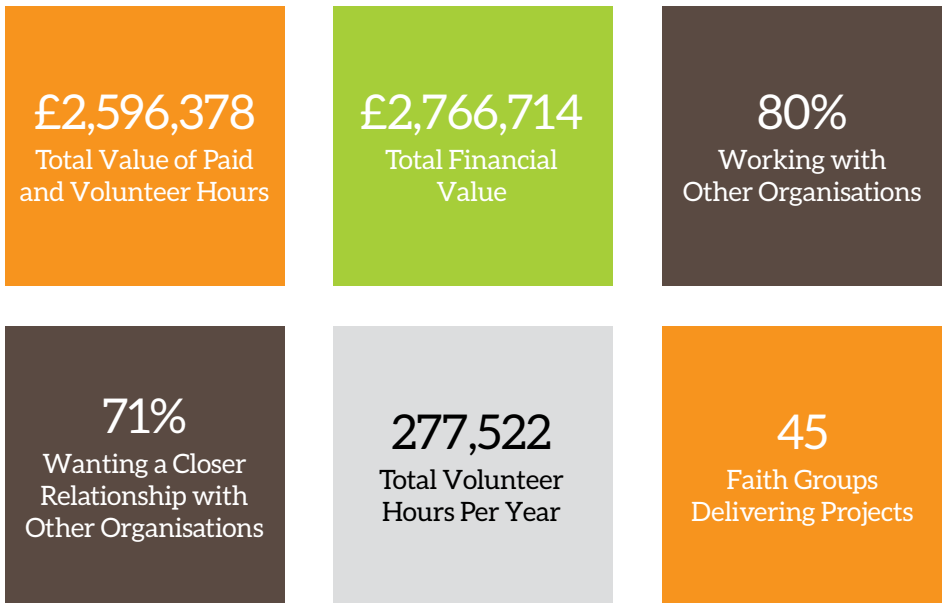 £2,596,378
Total Value of Paid
and Volunteer Hours
£2,766,714
Total Financial
Value
80%
Working with
Other Organisations
71%
Wanting a Closer
Relationship with
Other Organisations
277,522
Total Volunteer
Hours Per Year
45
Faith Groups
Delivering Projects